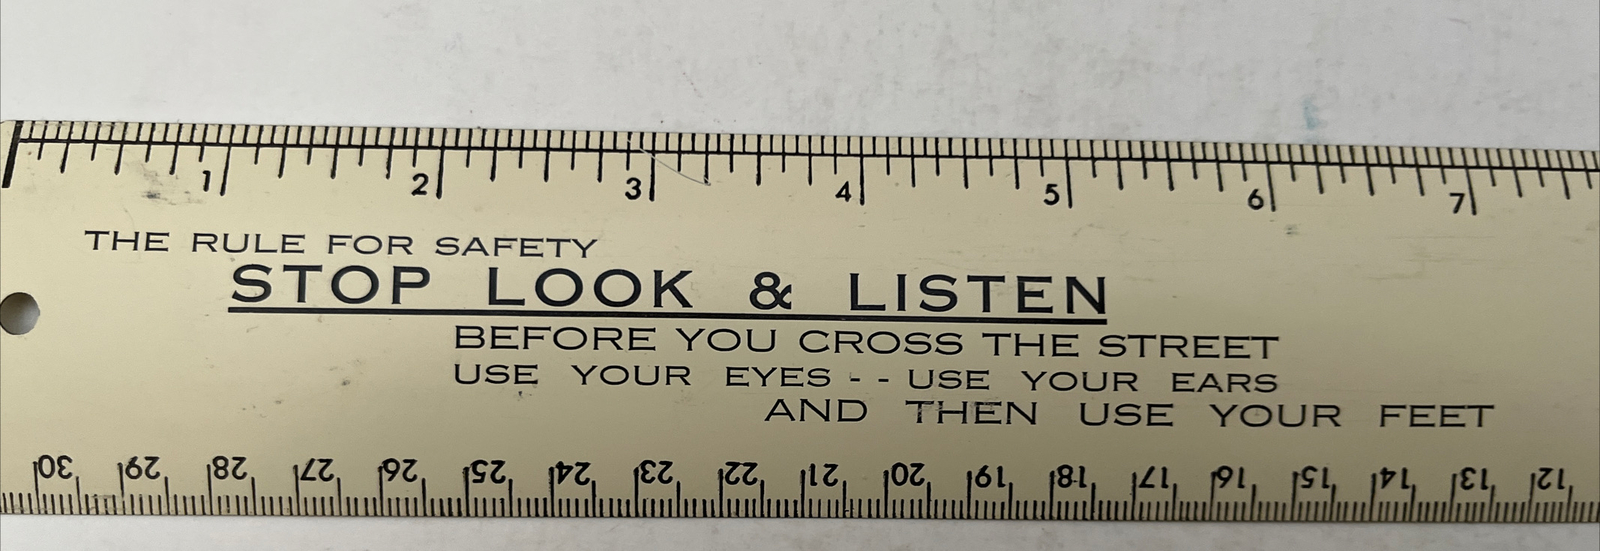 1 2 3 4 5 6 7
THE RULE FOR SAFETY
STOP LOOK & LISTEN
BEFORE YOU CROSS THE STREET
USE YOUR EYES - - USE YOUR EARS
AND THEN USE YOUR FEET
30 29 28 27 26 25 24 23 22 21 20 19 18 17 16 15 14 13 12